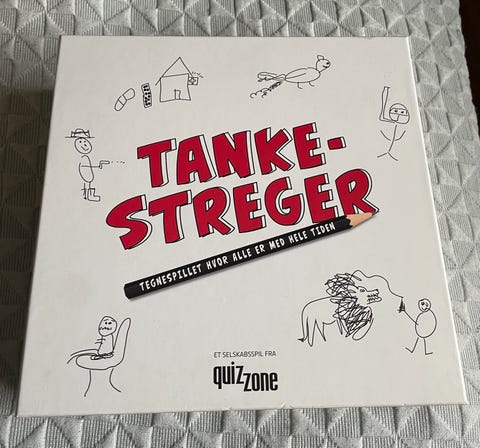 TANKE-
STREGER
TEGNESPILLET HVOR ALLE ER MED HELE TIDEN
ET SELSKABSSPIL FRA
quizzone